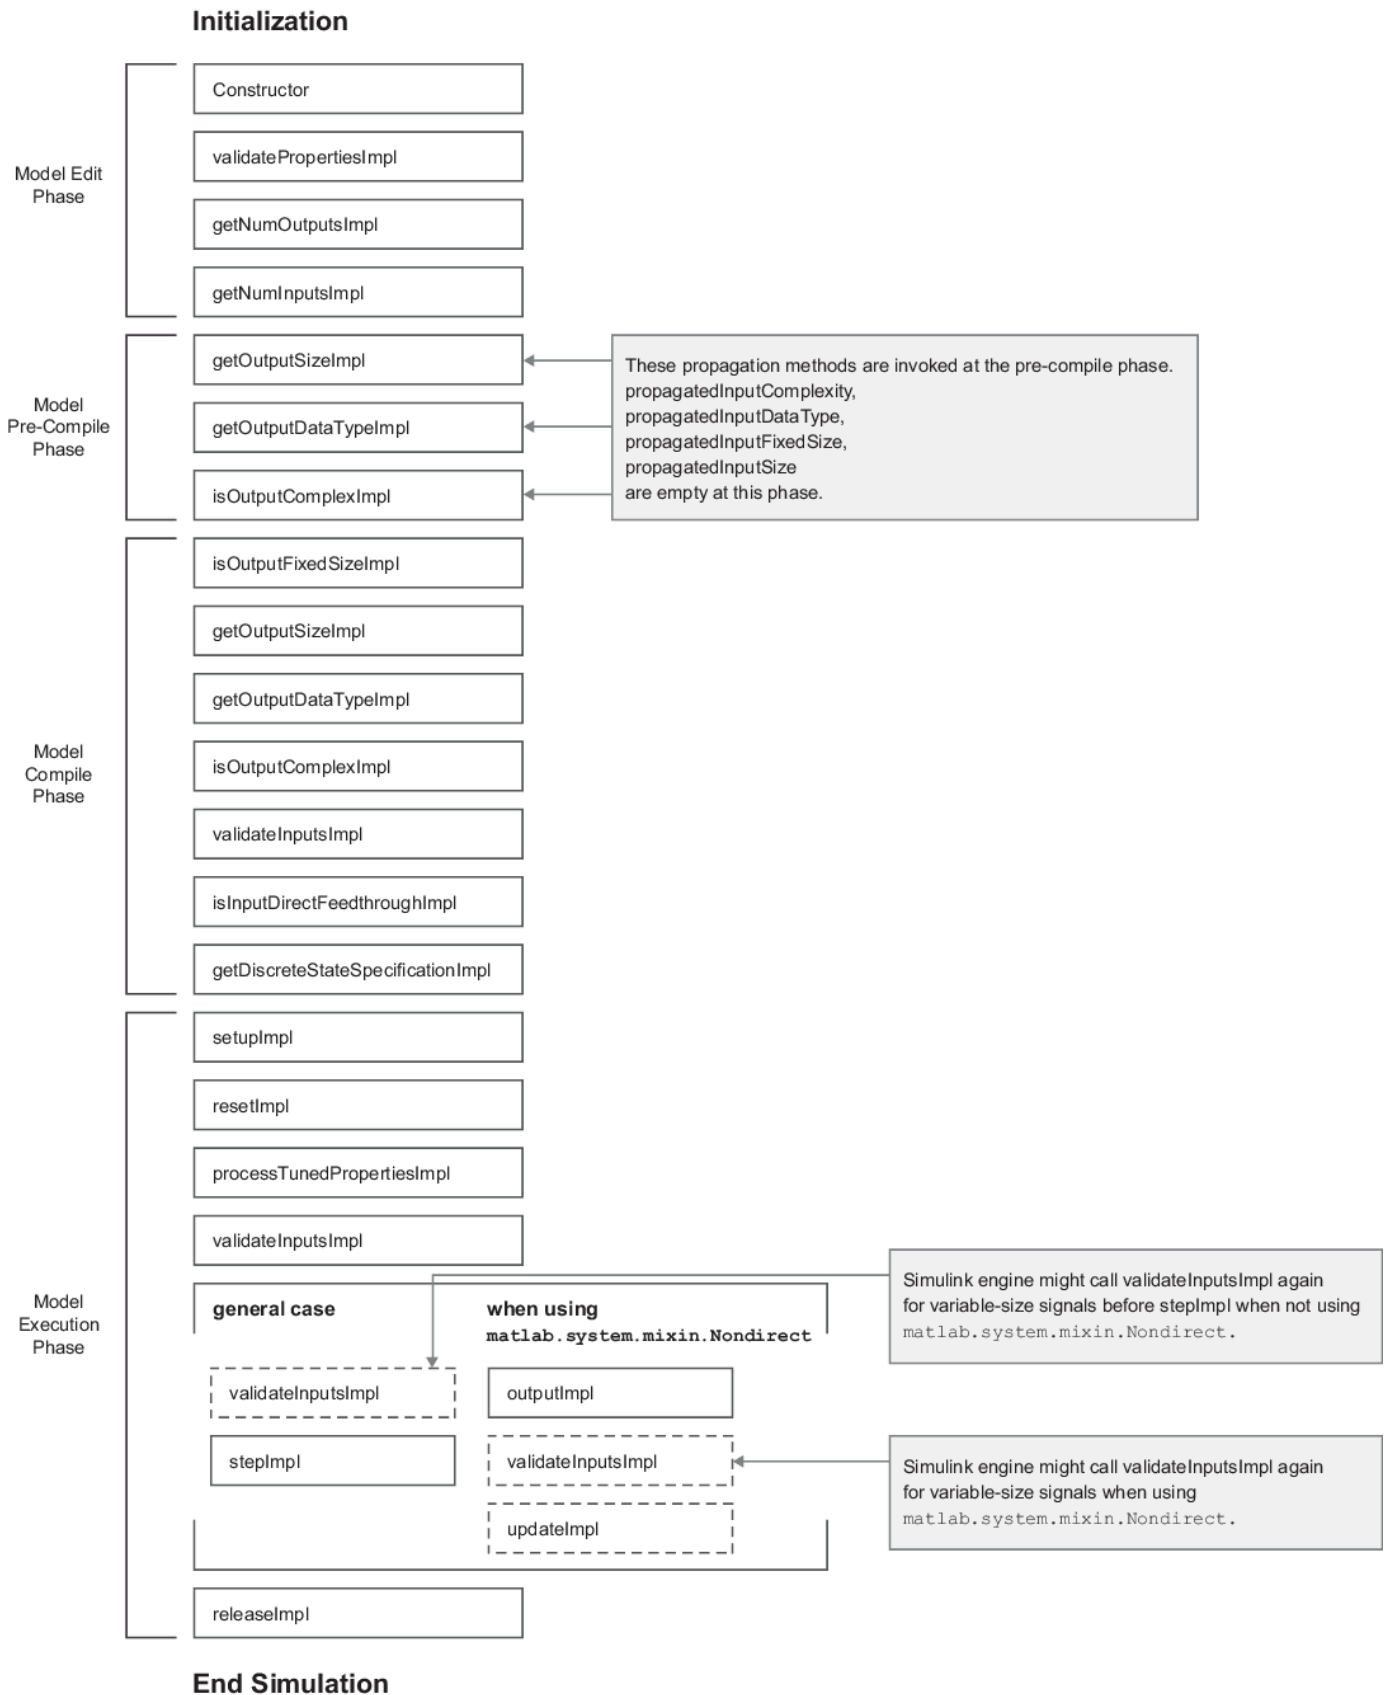 Initialization
Model Edit
Phase
Constructor
validatePropertiesImpl
getNumOutputsImpl
getNumInputsImpl
Model
Pre-Compile
Phase
getOutputSizeImpl
getOutputDataTypeImpl
isOutputComplexImpl
These propagation methods are invoked at the pre-compile phase.
propagatedInputComplexity,
propagatedInputDataType,
propagatedInputFixedSize,
propagatedInputSize
are empty at this phase.
Model
Compile
Phase
isOutputFixedSizeImpl
getOutputSizeImpl
getOutputDataTypeImpl
isOutputComplexImpl
validateInputsImpl
isInputDirectFeedthroughImpl
getDiscreteStateSpecificationImpl
Model
Execution
Phase
setupImpl
resetImpl
processTunedPropertiesImpl
validateInputsImpl
general case
validateInputsImpl
stepImpl
when using
matlab.system.mixin.Nondirect
outputImpl
validateInputsImpl
updateImpl
Simulink engine might call validateInputsImpl again
for variable-size signals before stepImpl when not using
matlab.system.mixin.Nondirect.
Simulink engine might call validateInputsImpl again
for variable-size signals when using
matlab.system.mixin.Nondirect.
releaseImpl
End Simulation